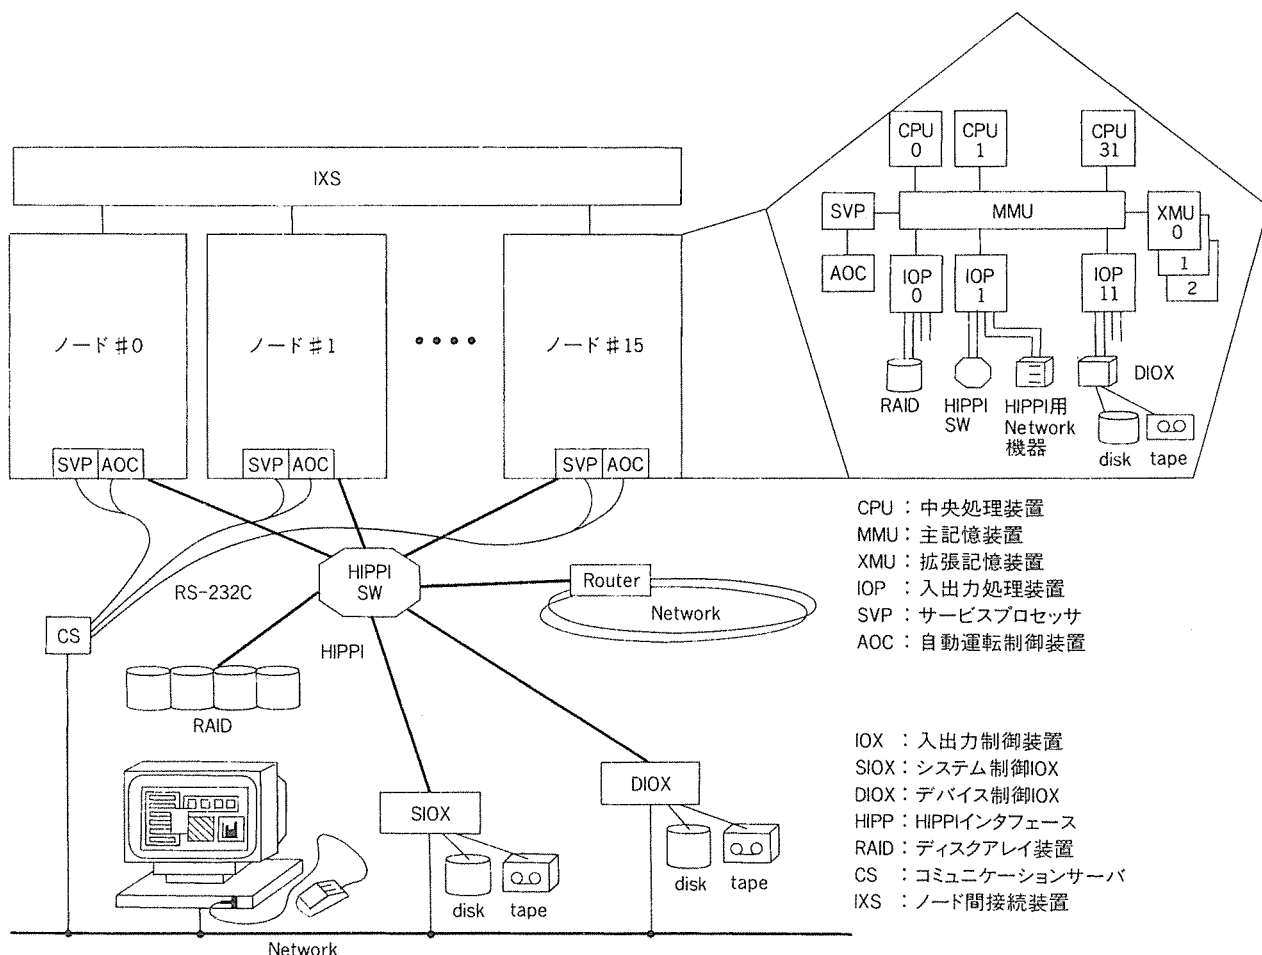 IXS
ノード♯0
ノード♯1
ノード♯15
SVP AOC
SVP AOC
SVP AOC
CPU
0
CPU
1
CPU
31
SVP
MMU
XMU
0
1
2
AOC
IOP
0
IOP
1
IOP
11
RAID
HIPPI
SW
HIPPI用
Network
機器
DIOX
disk
tape
HIPPI
SW
Router
Network
RS-232C
CS
HIPPI
RAID
SIOX
disk
tape
DIOX
disk
tape
Network
CPU：中央処理装置
MMU：主記憶装置
XMU：拡張記憶装置
IOP：入出力処理装置
SVP：サービスプロセッサ
AOC：自動運転制御装置
IOX：入出力制御装置
SIOX：システム制御IOX
DIOX：デバイス制御IOX
HIPP：HIPPIインタフェース
RAID：ディスクアレイ装置
CS：コミュニケーションサーバ
IXS：ノード間接続装置